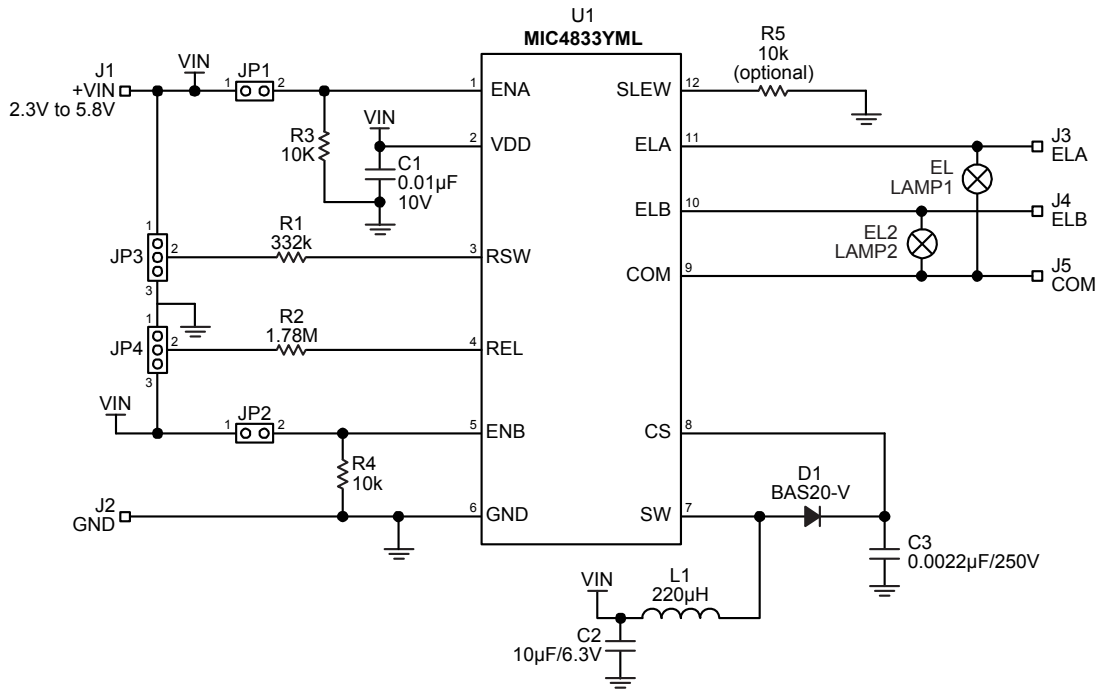 U1
MIC4833YML
J1
+VIN
2.3V to 5.8V
VIN
JP1
1
2
1
ENA
R3
10K
VIN
2
VDD
C1
0.01µF
10V
JP3
1
2
3
R1
332k
3
RSW
JP4
1
2
3
R2
1.78M
4
REL
VIN
JP2
1
2
5
ENB
R4
10k
J2
GND
6
GND
SLEW
12
R5
10k
(optional)
ELA
11
J3
ELA
EL
LAMP1
ELB
10
J4
ELB
EL2
LAMP2
COM
9
J5
COM
CS
8
D1
BAS20-V
SW
7
C3
0.0022µF/250V
VIN
L1
220µH
C2
10µF/6.3V